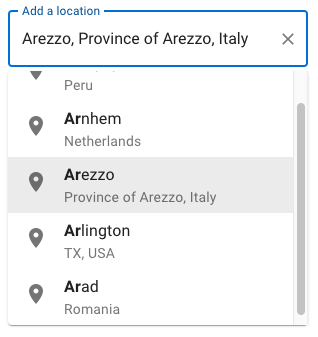 Add a location
Arezzo, Province of Arezzo, Italy
Peru
Arnhem
Netherlands
Arezzo
Province of Arezzo, Italy
Arlington
TX, USA
Arad
Romania